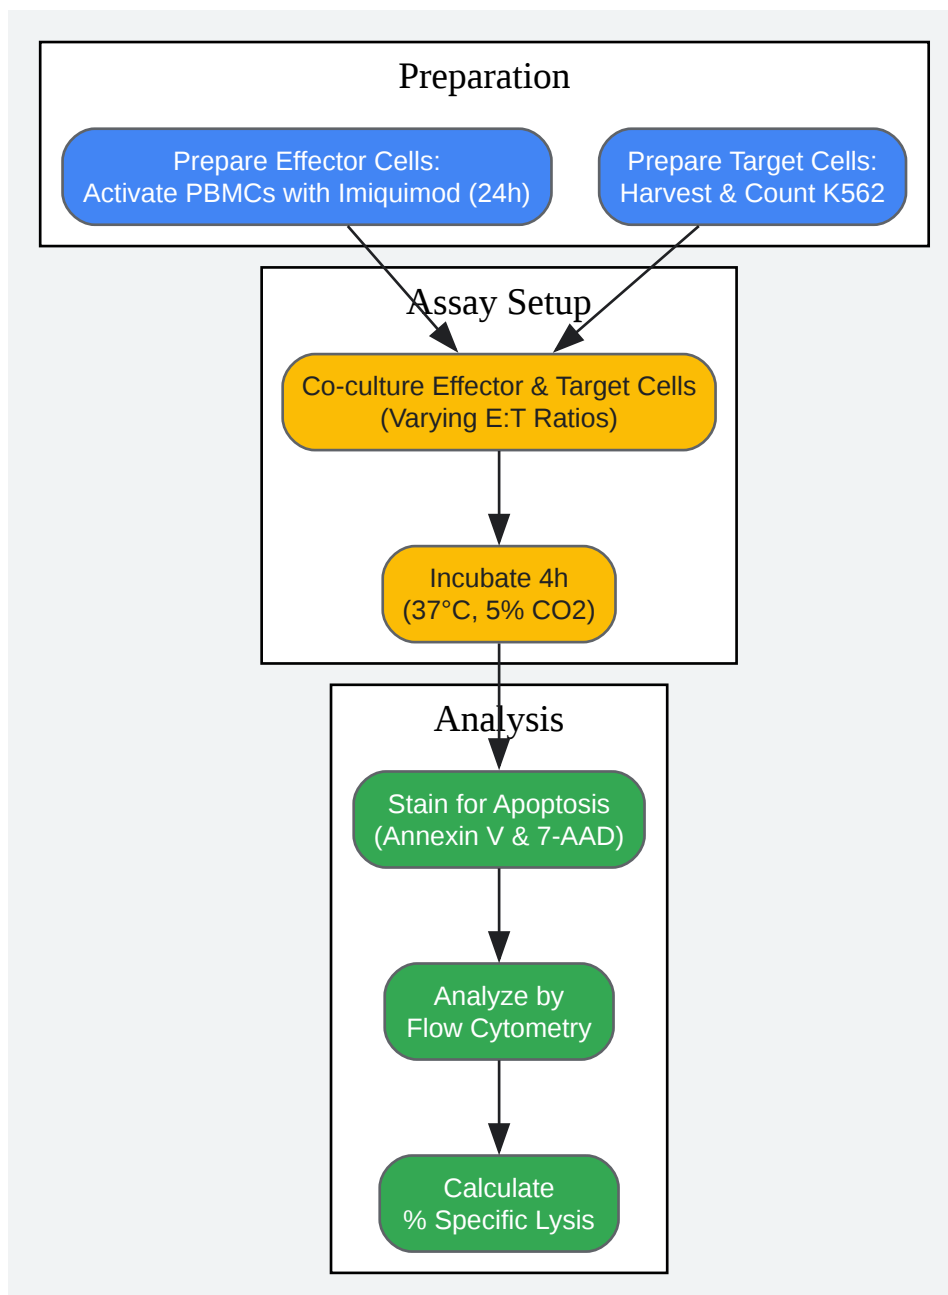 Preparation
Prepare Effector Cells:
Activate PBMCs with Imiquimod (24h)
Prepare Target Cells:
Harvest & Count K562
Assay Setup
Co-culture Effector & Target Cells
(Varying E:T Ratios)
Incubate 4h
(37°C, 5% CO2)
Analysis
Stain for Apoptosis
(Annexin V & 7-AAD)
Analyze by
Flow Cytometry
Calculate
% Specific Lysis